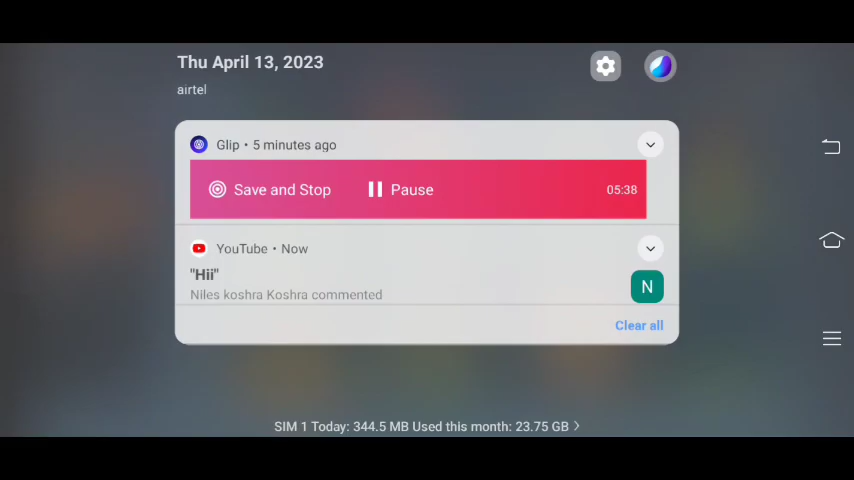 Thu April 13, 2023
airtel
Glip • 5 minutes ago
Save and Stop Pause 05:38
YouTube • Now
"Hii"
Niles koshra Koshra commented
N
Clear all
SIM 1 Today: 344.5 MB Used this month: 23.75 GB >